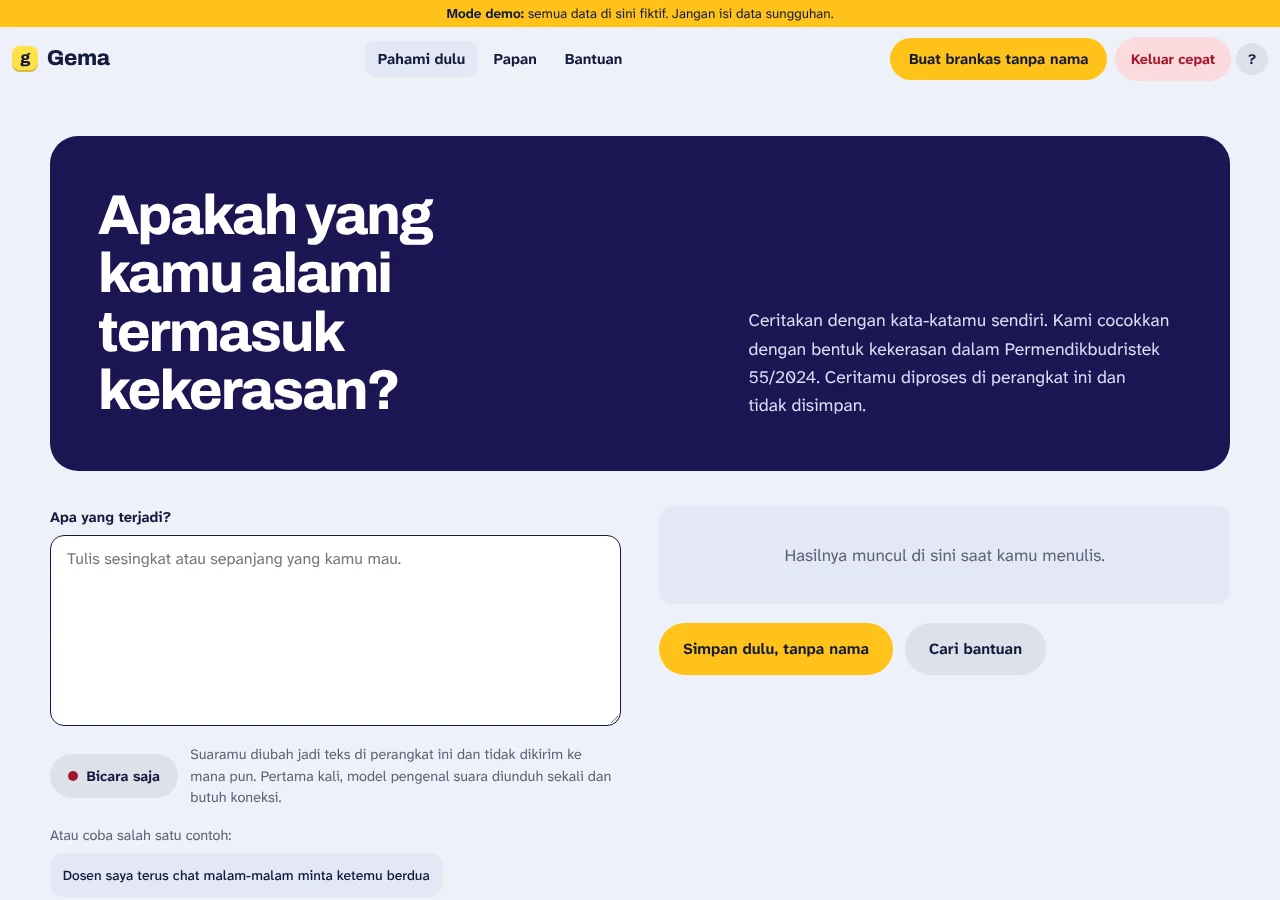 Mode demo: semua data di sini fiktif. Jangan isi data sungguhan.
g Gema
Pahami dulu
Papan
Bantuan
Buat brankas tanpa nama
Keluar cepat
?
Apakah yang
kamu alami
termasuk
kekerasan?
Ceritakan dengan kata-katamu sendiri. Kami cocokkan
dengan bentuk kekerasan dalam Permendikbudristek
55/2024. Ceritamu diproses di perangkat ini dan
tidak disimpan.
Apa yang terjadi?
Tulis sesingkat atau sepanjang yang kamu mau.
Hasilnya muncul di sini saat kamu menulis.
Simpan dulu, tanpa nama
Cari bantuan
Bicara saja
Suaramu diubah jadi teks di perangkat ini dan tidak dikirim ke
mana pun. Pertama kali, model pengenal suara diunduh sekali dan
butuh koneksi.
Atau coba salah satu contoh:
Dosen saya terus chat malam-malam minta ketemu berdua